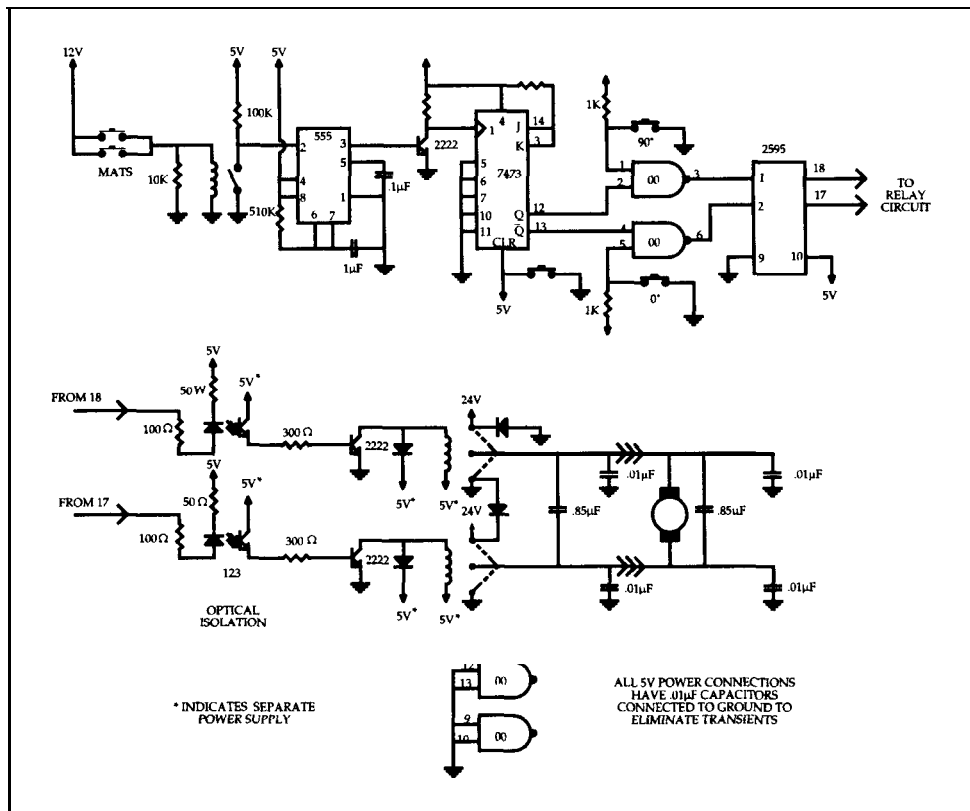 12V
5V
5V
100K
MATS
10K
510K
555
2
3
5
4
8
1
6
7
.1µF
1µF
2222
4
1
J
14
K
3
5
6
7
10
11
7473
Q
12
Q̅
13
CLR
5V
1K
90°
1
2
00
3
4
5
00
6
1K
0°
2595
1
2
9
10
18
17
5V
TO
RELAY
CIRCUIT
FROM 18
100Ω
5V
50W
5V*
300Ω
2222
5V*
5V*
24V
.01µF
.01µF
.85µF
.85µF
FROM 17
100Ω
5V
50Ω
5V*
300Ω
2222
5V*
5V*
24V
.01µF
.01µF
123
OPTICAL
ISOLATION
* INDICATES SEPARATE
POWER SUPPLY
12
13
00
9
10
00
ALL 5V POWER CONNECTIONS
HAVE .01µF CAPACITORS
CONNECTED TO GROUND TO
ELIMINATE TRANSIENTS